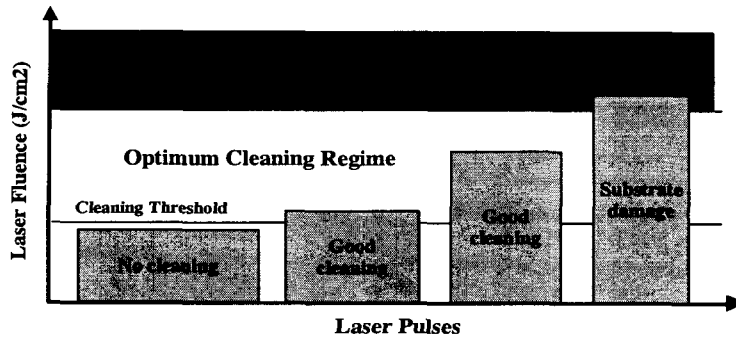 Laser Fluence (J/cm2)
Optimum Cleaning Regime
Cleaning Threshold
No cleaning
Good
cleaning
Good
cleaning
Substrate
damage
Laser Pulses